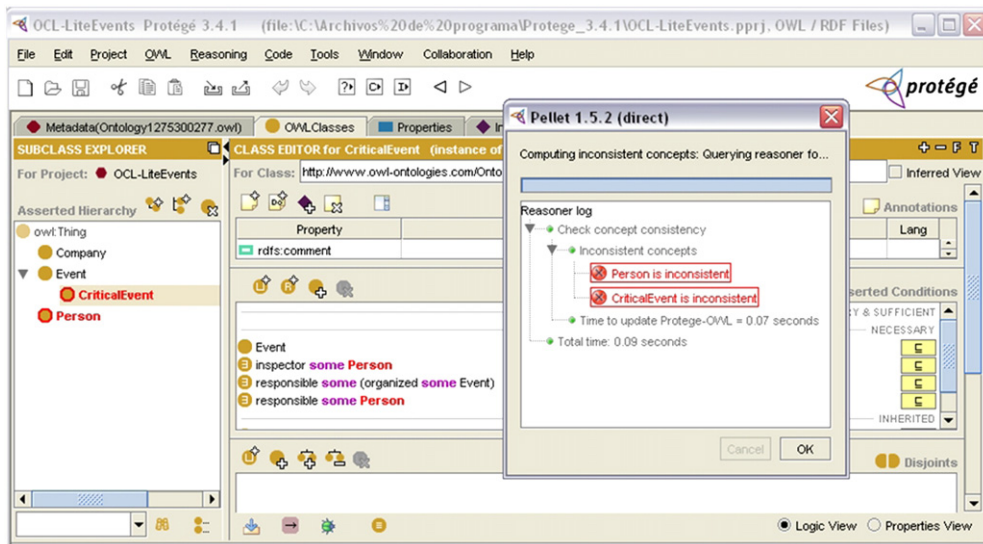 OCL-LiteEvents Protégé 3.4.1 (file:\C:\Archivos%20de%20programa\Protege_3.4.1\OCL-LiteEvents.pprj, OWL / RDF Files)
File Edit Project OWL Reasoning Code Tools Window Collaboration Help
protégé
Metadata(Ontology1275300277.owl) OWLClasses Properties
SUBCLASS EXPLORER
For Project: OCL-LiteEvents
Asserted Hierarchy
owl:Thing
Company
Event
CriticalEvent
Person
CLASS EDITOR for CriticalEvent (instance of
For Class: http://www.owl-ontologies.com/Onto
Inferred View
Annotations
Property Lang
rdfs:comment
serted Conditions
Y & SUFFICIENT
NECESSARY
Event
inspector some Person
responsible some (organized some Event)
responsible some Person
INHERITED
Disjoints
Logic View Properties View
Pellet 1.5.2 (direct)
Computing inconsistent concepts: Querying reasoner fo...
Reasoner log
Check concept consistency
Inconsistent concepts
Person is inconsistent
CriticalEvent is inconsistent
Time to update Protege-OWL = 0.07 seconds
Total time: 0.09 seconds
Cancel OK